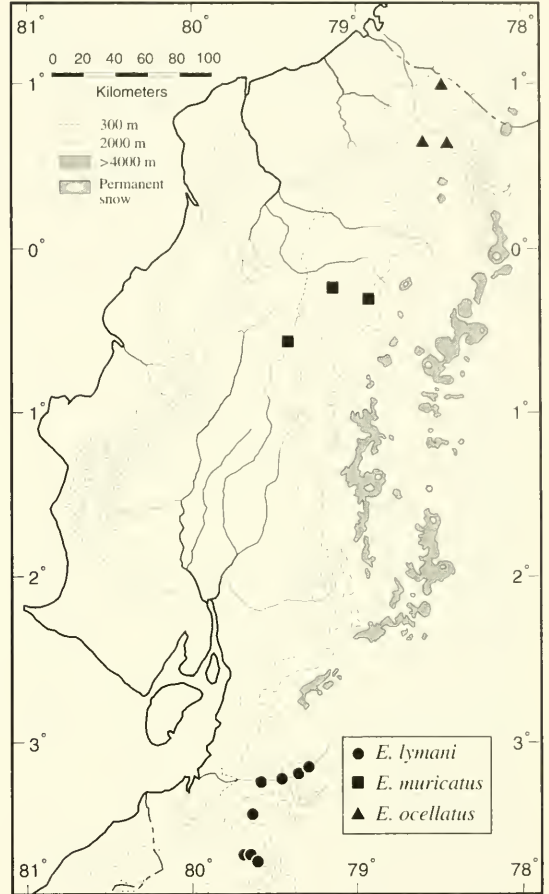 81° 80° 79° 78°
0 20 40 60 80 100
Kilometers
300 m
2000 m
>4000 m
Permanent
snow
1° 1°
0° 0°
1° 1°
2° 2°
3° 3°
E. lymani
E. muricatus
E. ocellatus
81° 80° 79° 78°